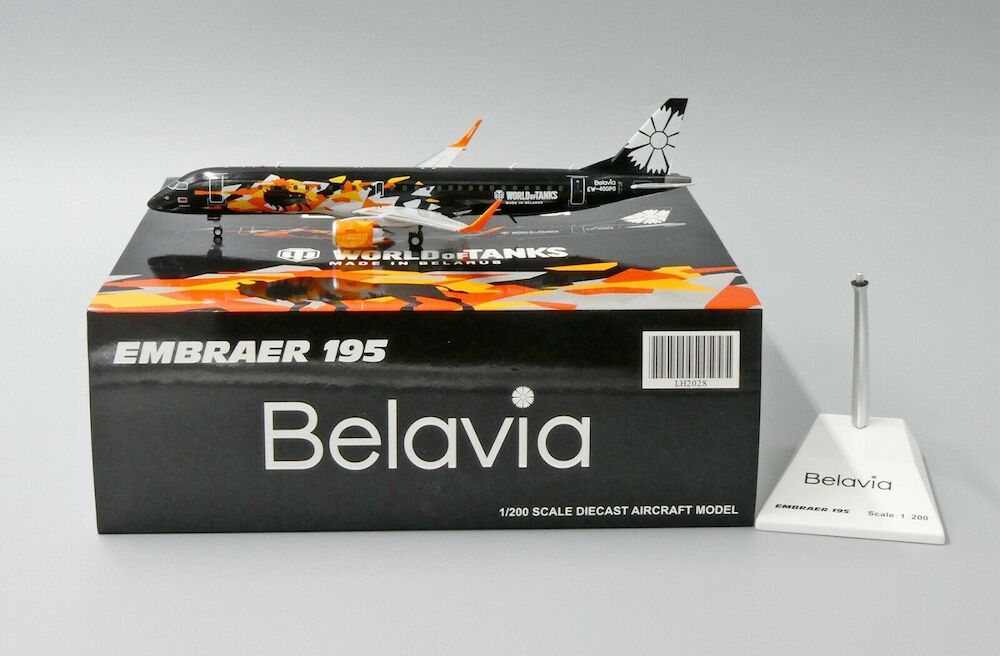 Belavia
EW-400PO
WORLD OF TANKS
MADE IN BELARUS
WORLD OF TANKS
MADE IN BELARUS
EMBRAER 195
LH2028
Belavia
1/200 SCALE DIECAST AIRCRAFT MODEL
Belavia
EMBRAER 195 Scale 1:200